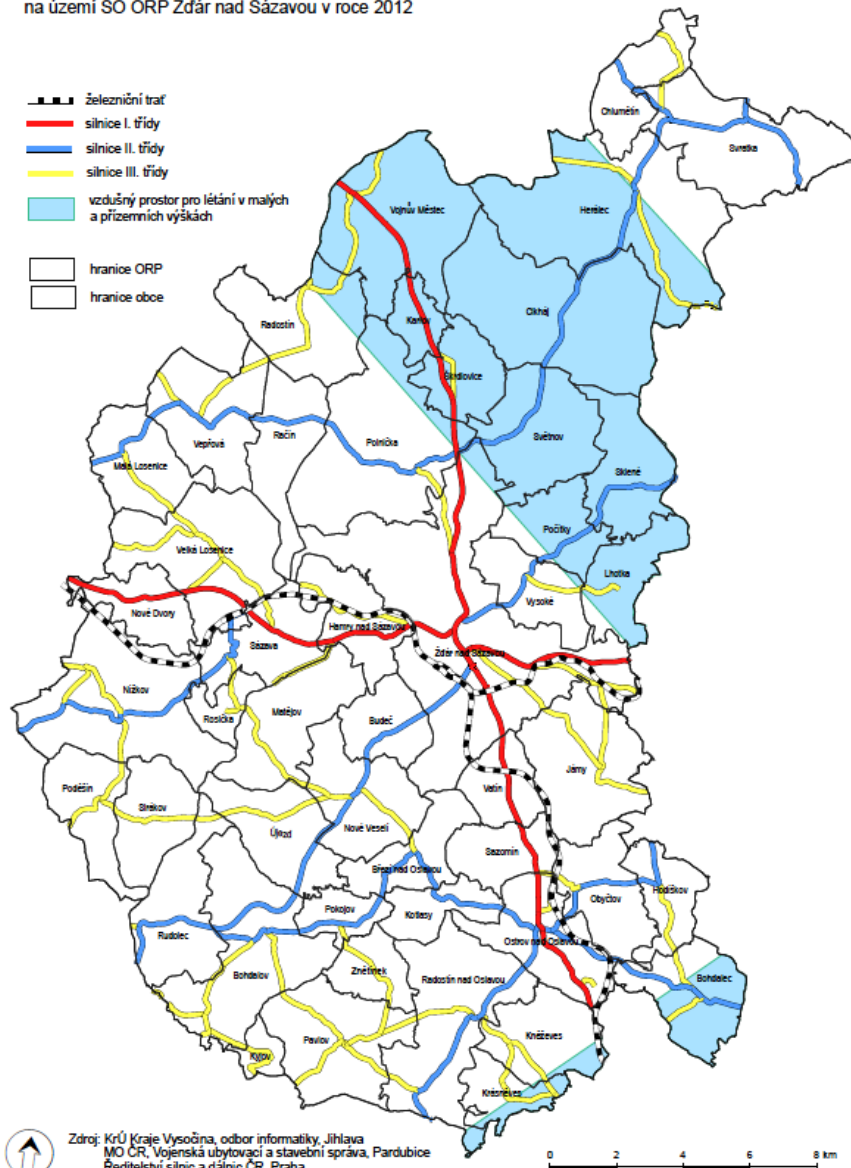 na území SO ORP Žďár nad Sázavou v roce 2012
železniční trať
silnice I. třídy
silnice II. třídy
silnice III. třídy
vzdušný prostor pro létání v malých
a přízemních výškách
hranice ORP
hranice obce
Chlumětín
Svratka
Vojnův Městec
Herálec
Cikháj
Radostín
Karlov
Škrdlovice
Světnov
Vepřová
Račín
Polnička
Malá Losenice
Sklené
Počítky
Velká Losenice
Lhotka
Vysoké
Nové Dvory
Hamry nad Sázavou
Sázava
Žďár nad Sázavou
Nížkov
Rosička
Matějov
Budeč
Jámy
Poděšín
Sirákov
Vatín
Újezd
Nové Veselí
Sazomín
Březí nad Oslavou
Hodíškov
Obyčtov
Pokojov
Kotlasy
Rudolec
Ostrov nad Oslavou
Bohdalov
Znětínek
Radostín nad Oslavou
Bohdalec
Pavlov
Kněževes
Kyjov
Krásněves
Zdroj: KrÚ Kraje Vysočina, odbor informatiky, Jihlava
MO ČR, Vojenská ubytovací a stavební správa, Pardubice
Ředitelství silnic a dálnic ČR, Praha
0 2 4 6 8 km